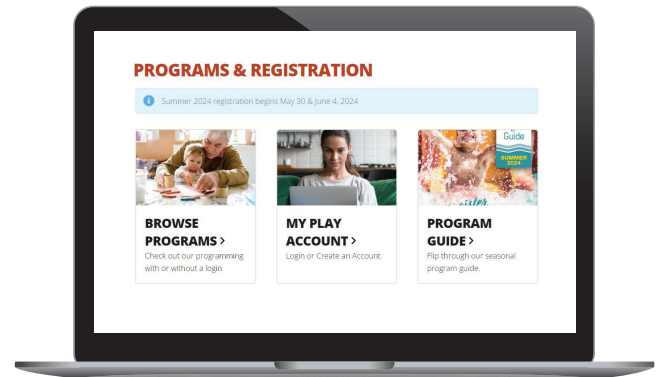 PROGRAMS & REGISTRATION
Summer 2024 registration begins May 30 & June 4, 2024
Guide
SUMMER
2024
BROWSE
PROGRAMS >
Check out our programming
with or without a login
MY PLAY
ACCOUNT >
Login or Create an Account
PROGRAM
GUIDE >
Flip through our seasonal
program guide.